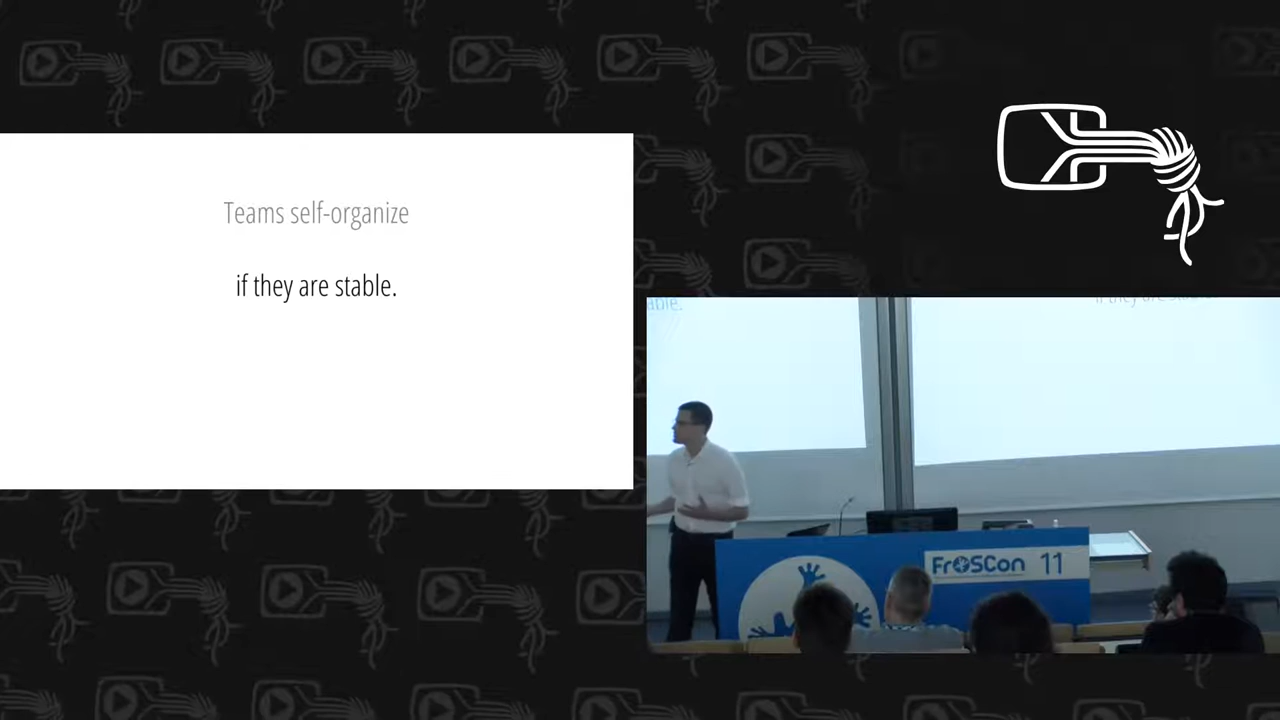 Teams self-organize
if they are stable.
FrOSCon 11